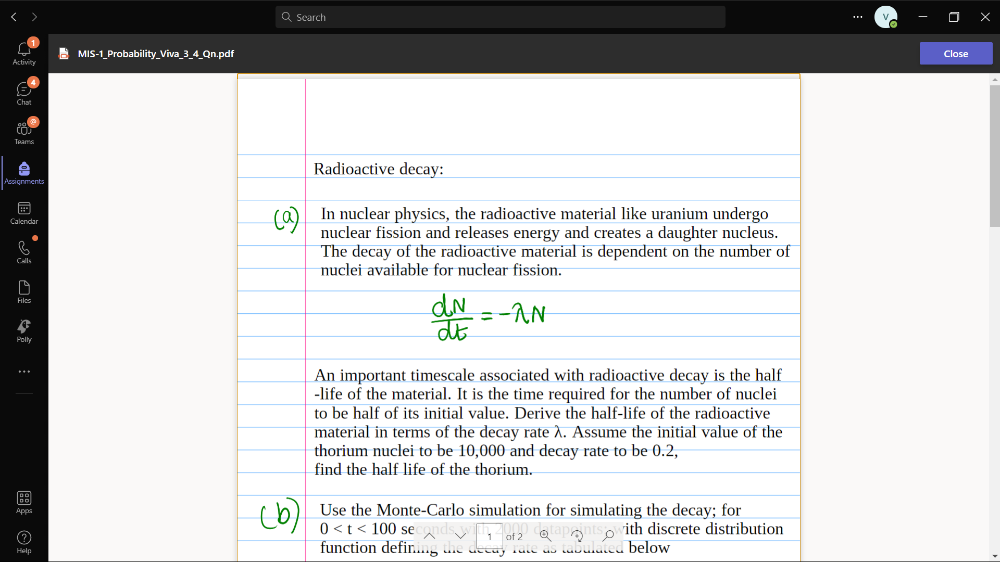 Search
V
1
Activity
MIS-1_Probability_Viva_3_4_Qn.pdf
Close
4
Chat
@
Teams
Assignments
Calendar
Calls
Files
Polly
Apps
Help
Radioactive decay:
(a) In nuclear physics, the radioactive material like uranium undergo
nuclear fission and releases energy and creates a daughter nucleus.
The decay of the radioactive material is dependent on the number of
nuclei available for nuclear fission.
dN/dt = -λN
An important timescale associated with radioactive decay is the half
-life of the material. It is the time required for the number of nuclei
to be half of its initial value. Derive the half-life of the radioactive
material in terms of the decay rate λ. Assume the initial value of the
thorium nuclei to be 10,000 and decay rate to be 0.2,
find the half life of the thorium.
(b) Use the Monte-Carlo simulation for simulating the decay; for
0 < t < 100 seconds with 2000 datapoints; with discrete distribution
function defining the decay rate as tabulated below
1 of 2